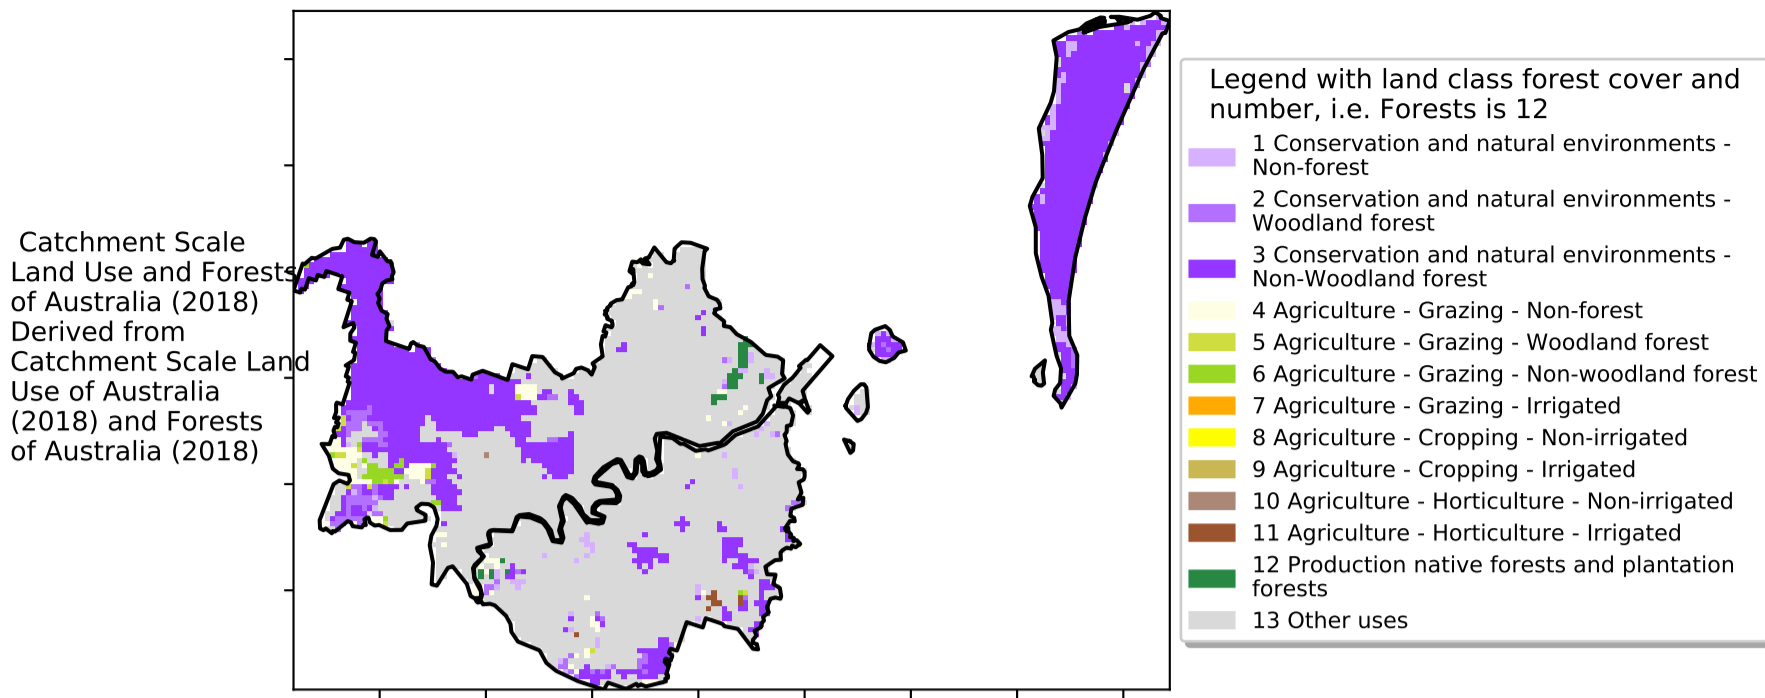 Catchment Scale
Land Use and Forests
of Australia (2018)
Derived from
Catchment Scale Land
Use of Australia
(2018) and Forests
of Australia (2018)
Legend with land class forest cover and
number, i.e. Forests is 12
1 Conservation and natural environments -
Non-forest
2 Conservation and natural environments -
Woodland forest
3 Conservation and natural environments -
Non-Woodland forest
4 Agriculture - Grazing - Non-forest
5 Agriculture - Grazing - Woodland forest
6 Agriculture - Grazing - Non-woodland forest
7 Agriculture - Grazing - Irrigated
8 Agriculture - Cropping - Non-irrigated
9 Agriculture - Cropping - Irrigated
10 Agriculture - Horticulture - Non-irrigated
11 Agriculture - Horticulture - Irrigated
12 Production native forests and plantation
forests
13 Other uses